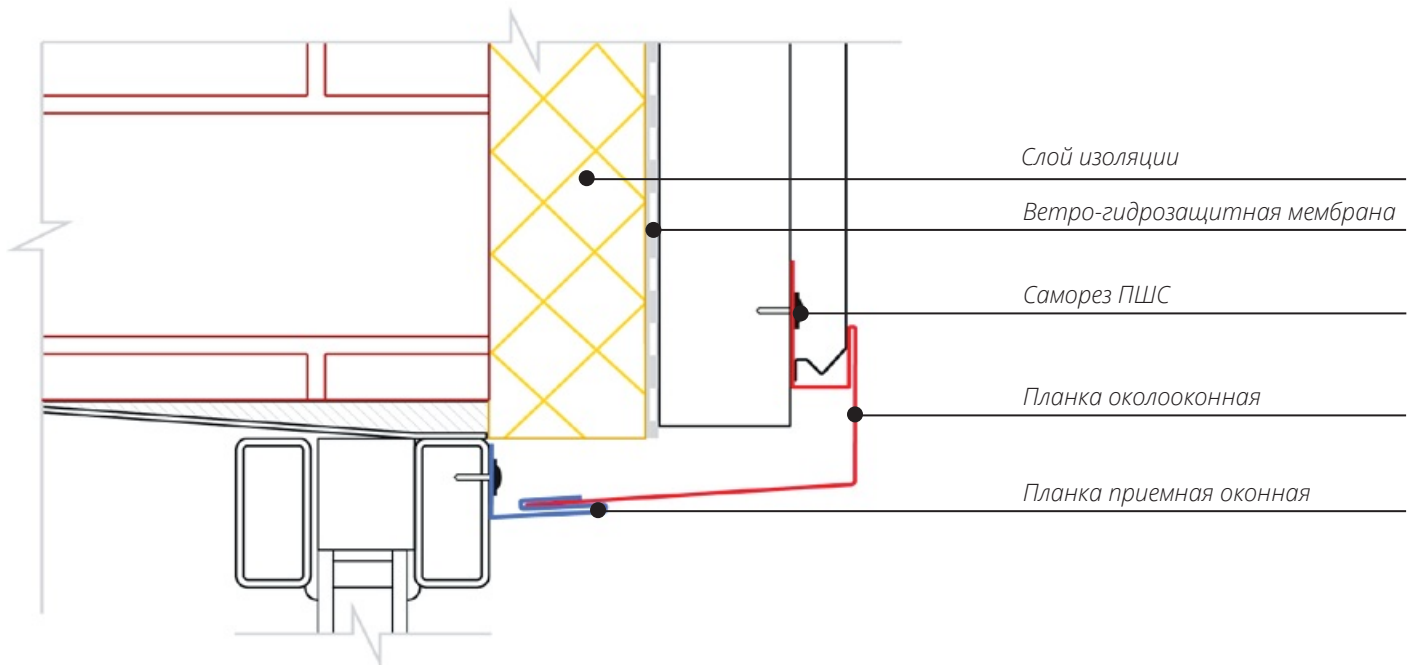 Слой изоляции
Ветро-гидрозащитная мембрана
Саморез ПШС
Планка околооконная
Планка приемная оконная